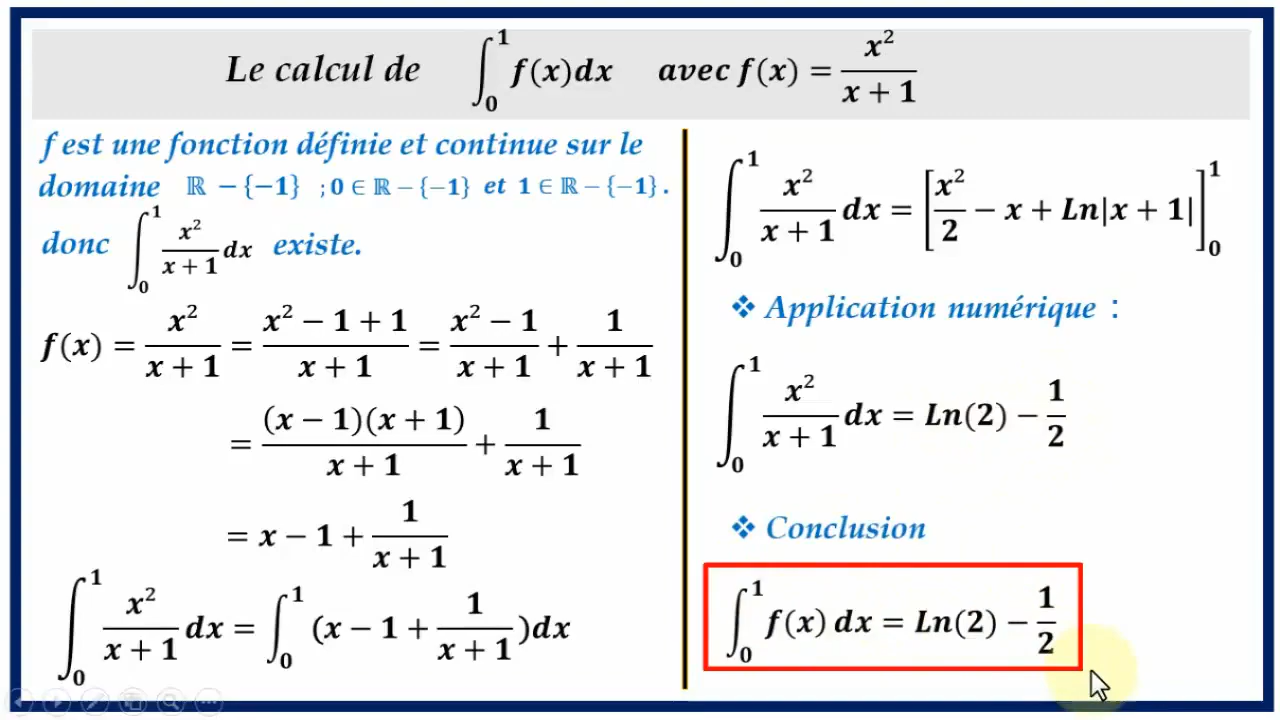 Le calcul de ∫₀¹ f(x)dx avec f(x) = x²/(x + 1)
f est une fonction définie et continue sur le
domaine ℝ − {−1} ; 0 ∈ ℝ − {−1} et 1 ∈ ℝ − {−1} .
donc ∫₀¹ x²/(x + 1) dx existe.
f(x) = x²/(x + 1) = (x² − 1 + 1)/(x + 1) = (x² − 1)/(x + 1) + 1/(x + 1)
= (x − 1)(x + 1)/(x + 1) + 1/(x + 1)
= x − 1 + 1/(x + 1)
∫₀¹ x²/(x + 1) dx = ∫₀¹ (x − 1 + 1/(x + 1))dx
∫₀¹ x²/(x + 1) dx = [x²/2 − x + Ln|x + 1|]₀¹
❖ Application numérique :
∫₀¹ x²/(x + 1) dx = Ln(2) − 1/2
❖ Conclusion
∫₀¹ f(x) dx = Ln(2) − 1/2